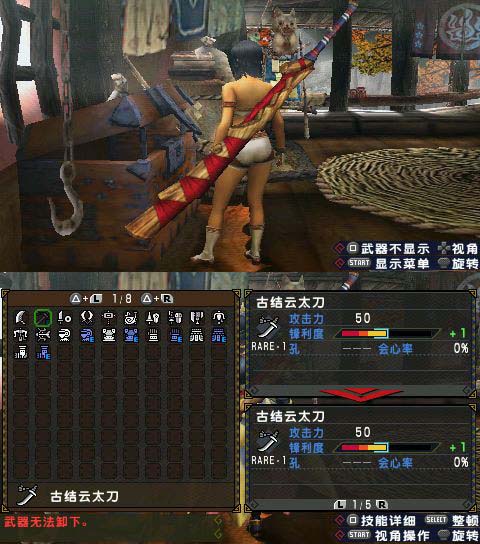 武器不显示 视角
START 显示菜单 旋转
△+L 1/8 △+R
古结云太刀
攻击力 50
锋利度 +1
RARE-1 孔 --- 会心率 0%
古结云太刀
攻击力 50
锋利度 +1
RARE-1 孔 --- 会心率 0%
古结云太刀
L 1/5 R
武器无法卸下。
技能详细 SELECT 整顿
START 视角操作 旋转